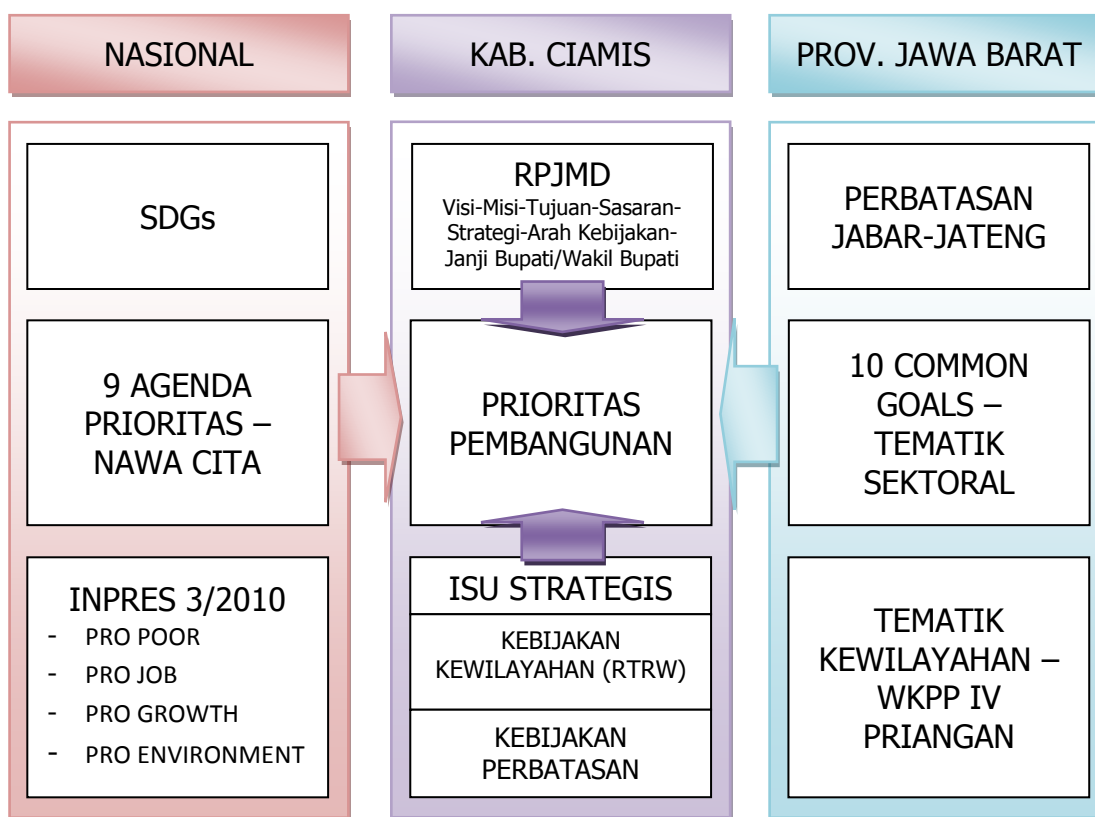 NASIONAL
SDGs
9 AGENDA
PRIORITAS –
NAWA CITA
INPRES 3/2010
- PRO POOR
- PRO JOB
- PRO GROWTH
- PRO ENVIRONMENT
KAB. CIAMIS
RPJMD
Visi-Misi-Tujuan-Sasaran-
Strategi-Arah Kebijakan-
Janji Bupati/Wakil Bupati
PRIORITAS
PEMBANGUNAN
ISU STRATEGIS
KEBIJAKAN
KEWILAYAHAN (RTRW)
KEBIJAKAN
PERBATASAN
PROV. JAWA BARAT
PERBATASAN
JABAR-JATENG
10 COMMON
GOALS –
TEMATIK
SEKTORAL
TEMATIK
KEWILAYAHAN –
WKPP IV
PRIANGAN